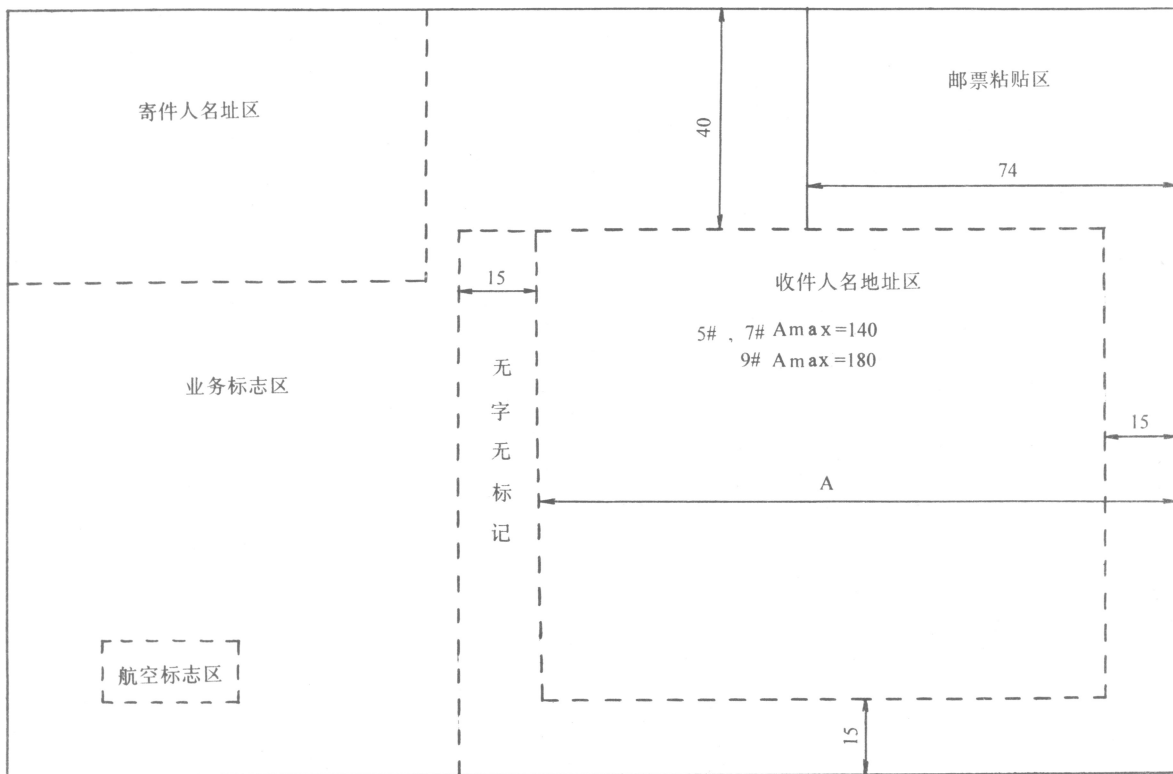 寄件人名址区
邮票粘贴区
40
74
15
收件人名地址区
5# 、7# Amax=140
9# Amax=180
业务标志区
无字无标记
15
A
航空标志区
15